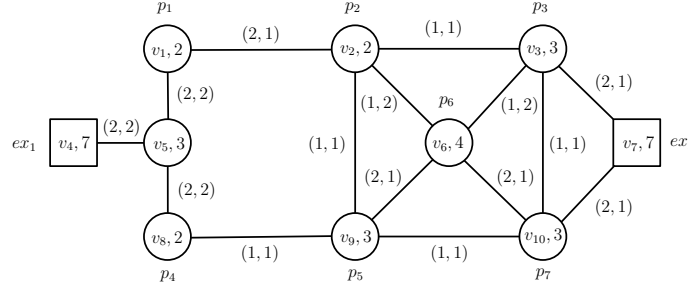 p1 p2 p3
(2, 1) (1, 1)
v1, 2 v2, 2 v3, 3
(2, 2) (1, 2) p6 (1, 2) (2, 1)
ex1 v4, 7 (2, 2) v5, 3 (1, 1) v6, 4 (1, 1) v7, 7 ex
(2, 2) (2, 1) (2, 1) (2, 1)
v8, 2 v9, 3 v10, 3
(1, 1) (1, 1)
p4 p5 p7